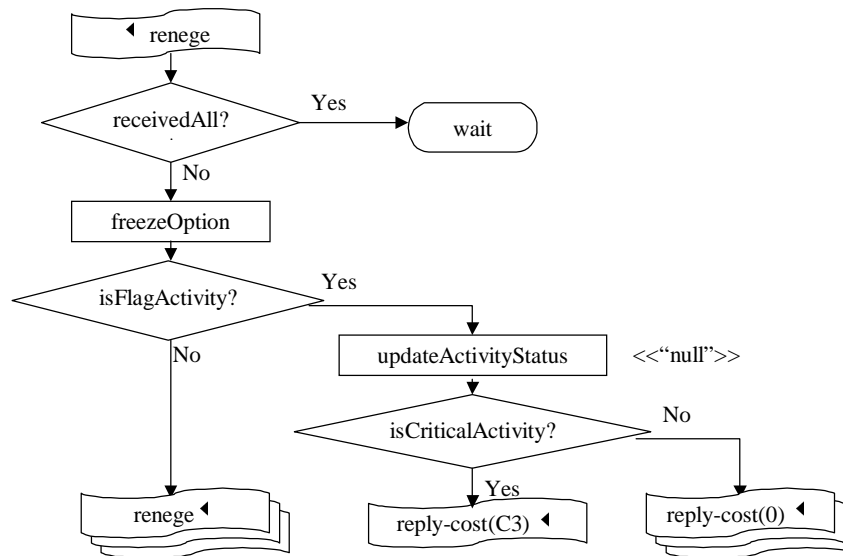 renege
receivedAll?
Yes
wait
No
freezeOption
isFlagActivity?
Yes
No
updateActivityStatus
<<“null”>>
isCriticalActivity?
No
Yes
renege
reply-cost(C3)
reply-cost(0)